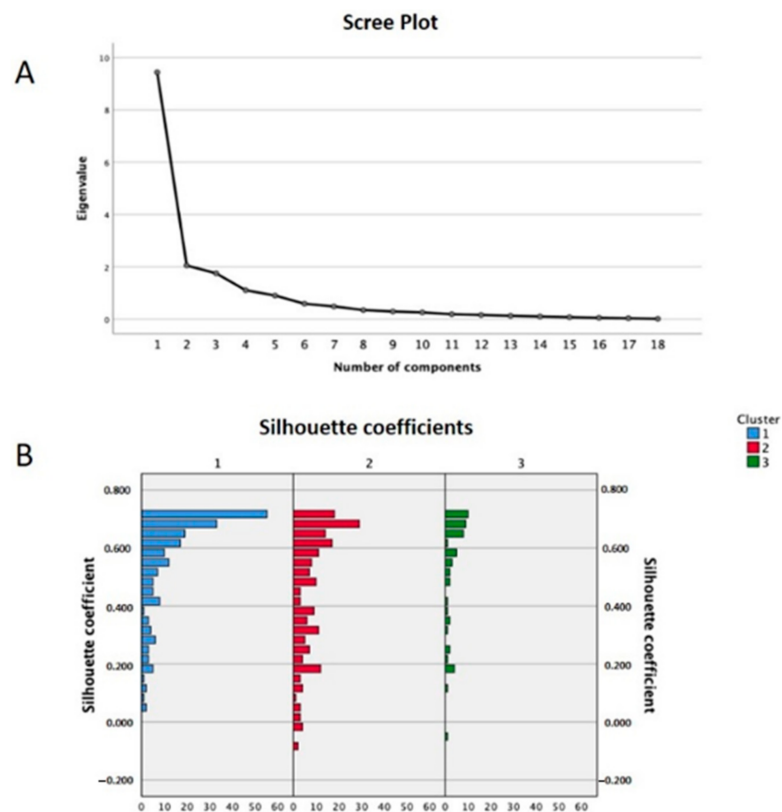 Scree Plot
A
10
8
6
4
2
0
Eigenvalue
1 2 3 4 5 6 7 8 9 10 11 12 13 14 15 16 17 18
Number of components
Silhouette coefficients
B
Cluster
1
2
3
1 2 3
0.800
0.600
0.400
0.200
0.000
-0.200
Silhouette coefficient
0.800
0.600
0.400
0.200
0.000
-0.200
Silhouette coefficient
0 10 20 30 40 50 60 0 10 20 30 40 50 60 0 10 20 30 40 50 60